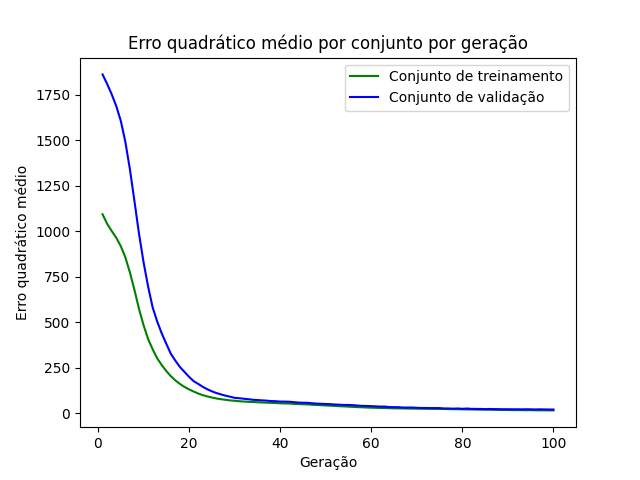 Erro quadrático médio por conjunto por geração
Conjunto de treinamento
Conjunto de validação
Erro quadrático médio
1750
1500
1250
1000
750
500
250
0
0 20 40 60 80 100
Geração